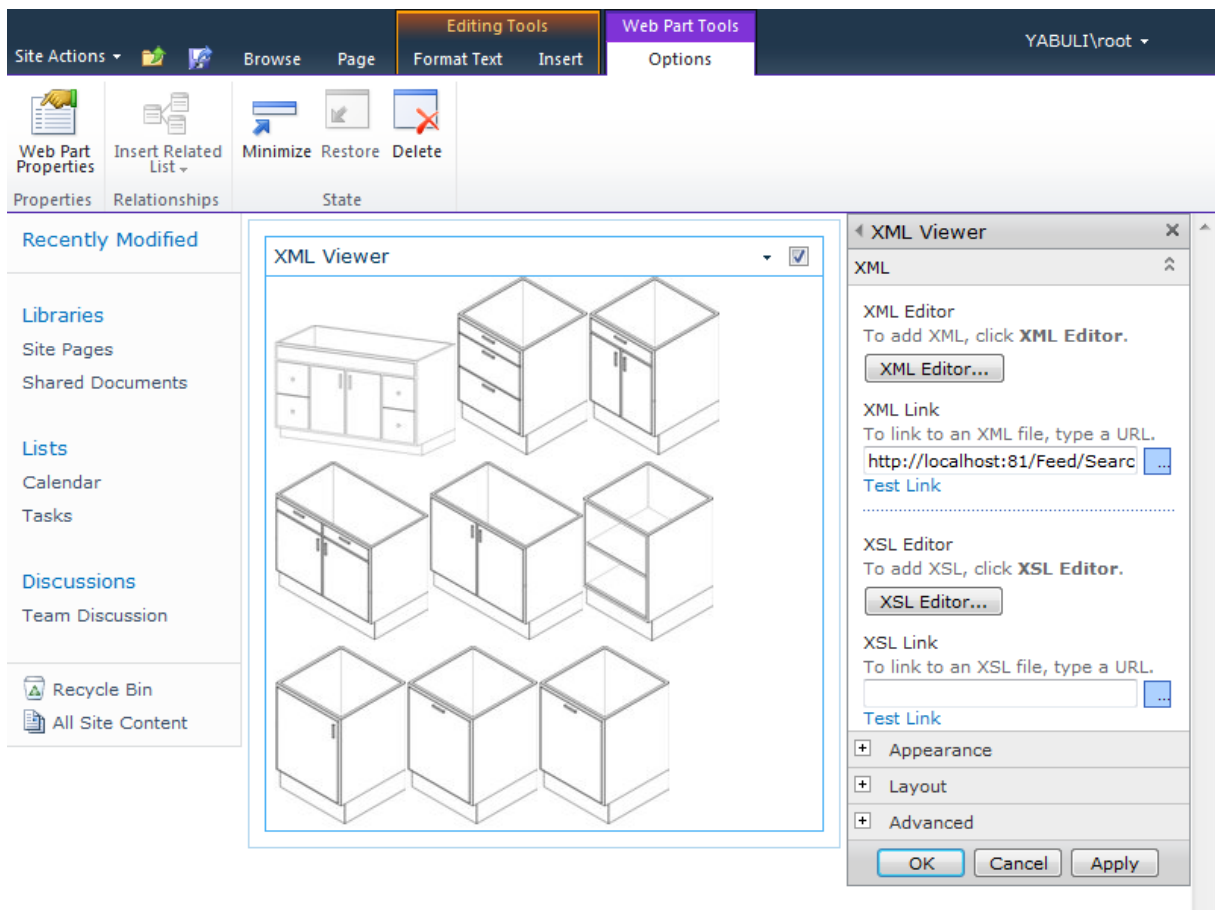 Editing Tools
Web Part Tools
YABULI\root
Site Actions
Browse
Page
Format Text
Insert
Options
Web Part
Properties
Insert Related
List
Minimize
Restore
Delete
Properties
Relationships
State
Recently Modified
Libraries
Site Pages
Shared Documents
Lists
Calendar
Tasks
Discussions
Team Discussion
Recycle Bin
All Site Content
XML Viewer
XML Viewer
XML
XML Editor
To add XML, click XML Editor.
XML Editor...
XML Link
To link to an XML file, type a URL.
http://localhost:81/Feed/Searc
...
Test Link
XSL Editor
To add XSL, click XSL Editor.
XSL Editor...
XSL Link
To link to an XSL file, type a URL.
...
Test Link
Appearance
Layout
Advanced
OK
Cancel
Apply